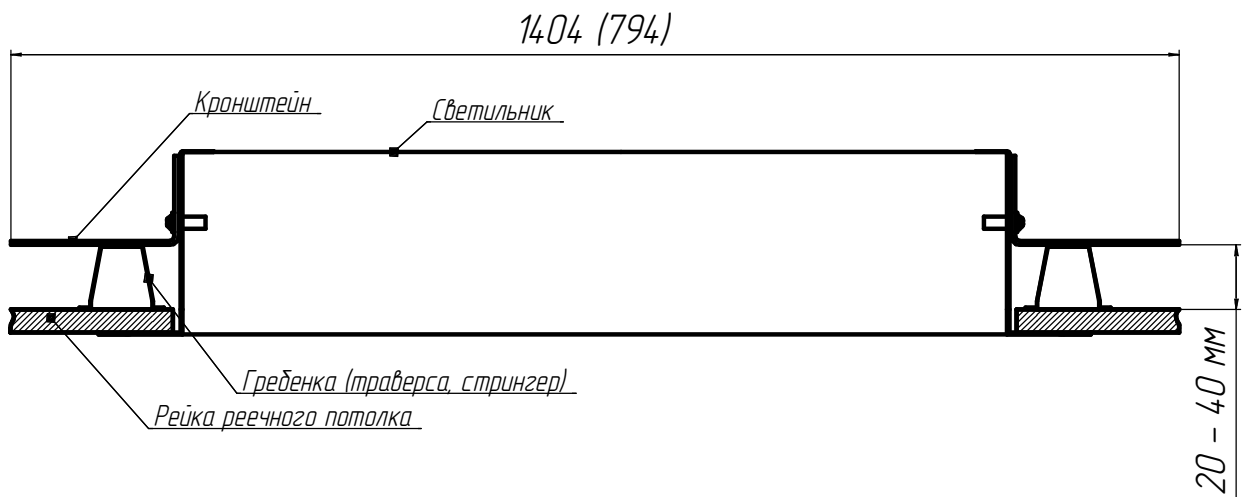 1404 (794)
Кронштейн
Светильник
Гребенка (траверса, стрингер)
Рейка реечного потолка
20 – 40 мм